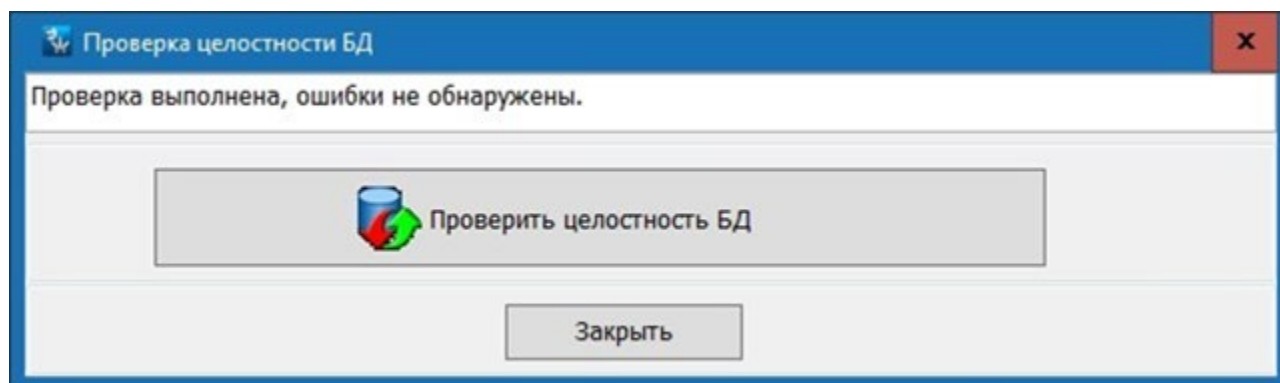 Проверка целостности БД
Проверка выполнена, ошибки не обнаружены.
Проверить целостность БД
Закрыть